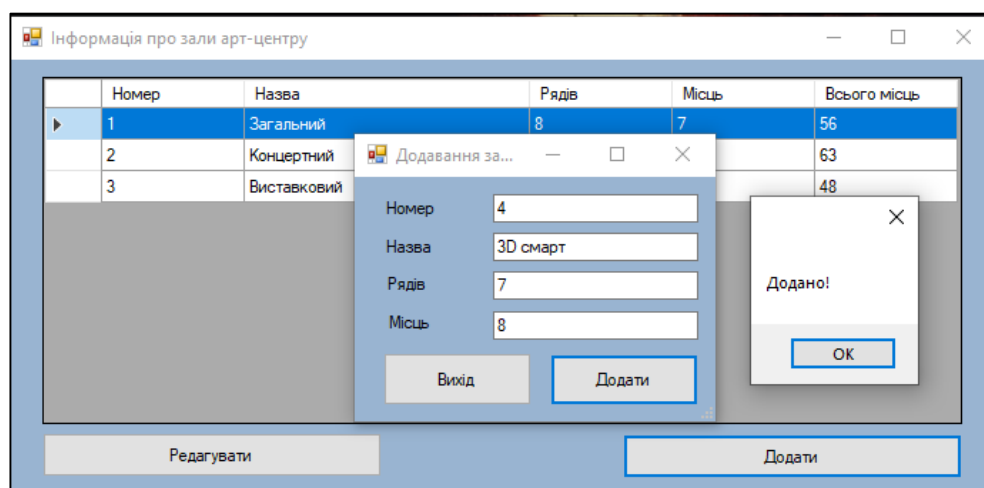 Інформація про зали арт-центру
Номер Назва Рядів Місць Всього місць
1 Загальний 8 7 56
2 Концертний 63
3 Виставковий 48
Додавання за...
Номер 4
Назва 3D смарт
Рядів 7
Місць 8
Вихід Додати
Додано!
OK
Редагувати Додати